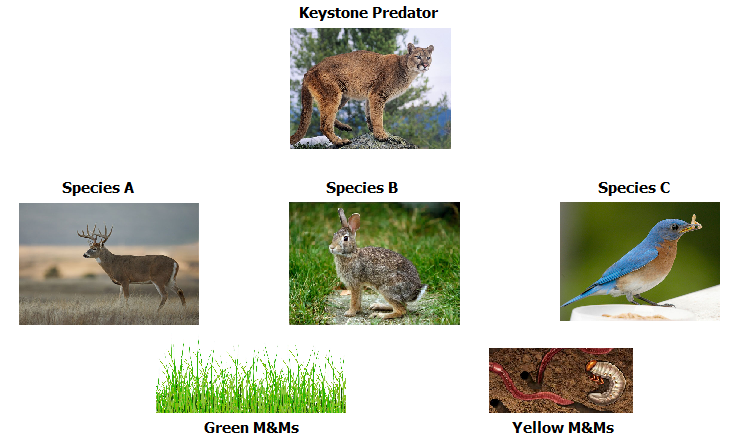 Keystone Predator
Species A
Species B
Species C
Green M&Ms
Yellow M&Ms